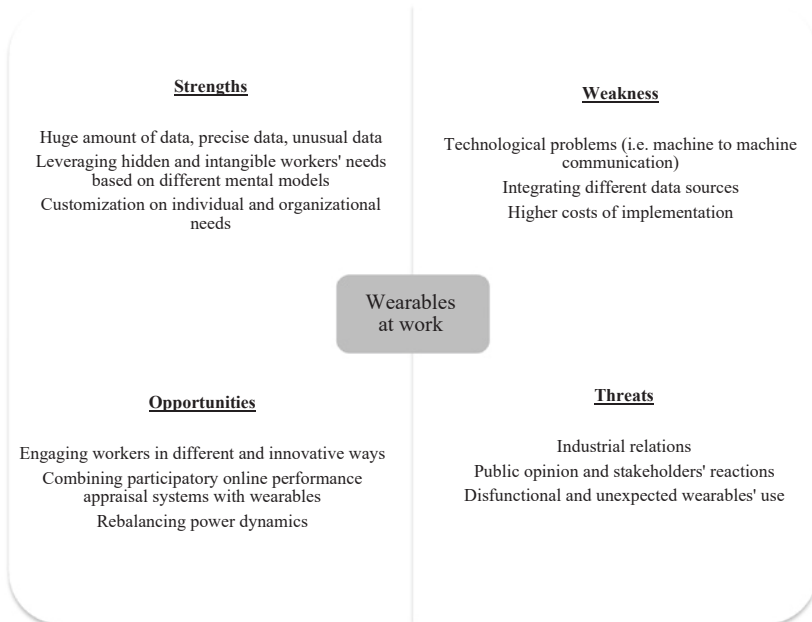 Strengths
Huge amount of data, precise data, unusual data
Leveraging hidden and intangible workers' needs
based on different mental models
Customization on individual and organizational
needs
Weakness
Technological problems (i.e. machine to machine
communication)
Integrating different data sources
Higher costs of implementation
Wearables
at work
Opportunities
Engaging workers in different and innovative ways
Combining participatory online performance
appraisal systems with wearables
Rebalancing power dynamics
Threats
Industrial relations
Public opinion and stakeholders' reactions
Disfunctional and unexpected wearables' use